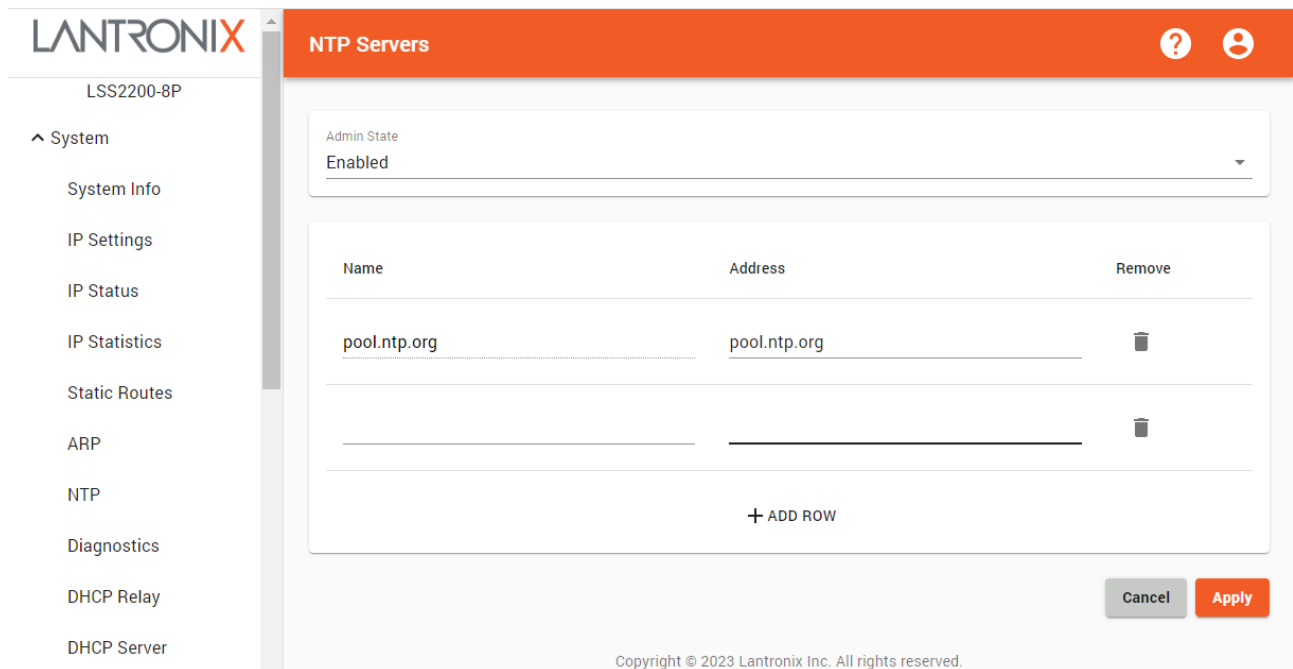 LANTRONIX
LSS2200-8P
System
System Info
IP Settings
IP Status
IP Statistics
Static Routes
ARP
NTP
Diagnostics
DHCP Relay
DHCP Server
NTP Servers
?
Admin State
Enabled
Name Address Remove
pool.ntp.org pool.ntp.org
+ ADD ROW
Cancel Apply
Copyright © 2023 Lantronix Inc. All rights reserved.